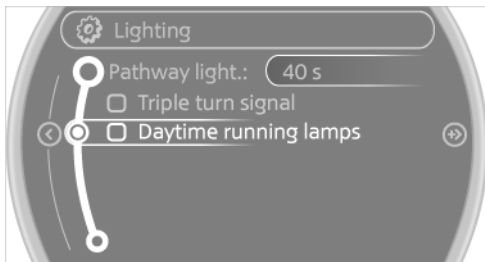 Lighting
Pathway light.: 40 s
Triple turn signal
Daytime running lamps